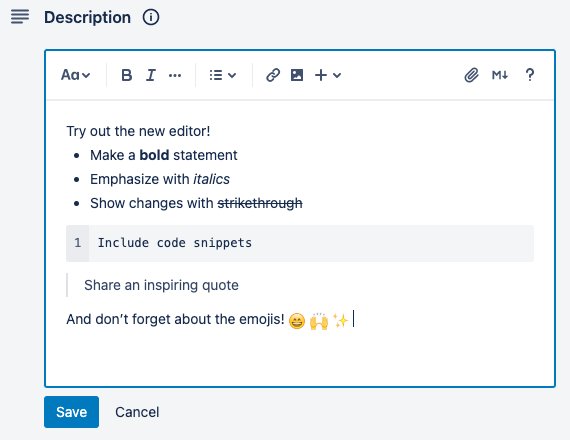 Description
Aa B I ... M↓ ?
Try out the new editor!
• Make a bold statement
• Emphasize with italics
• Show changes with strikethrough
1 Include code snippets
Share an inspiring quote
And don’t forget about the emojis! 😄 🙌 ✨
Save Cancel